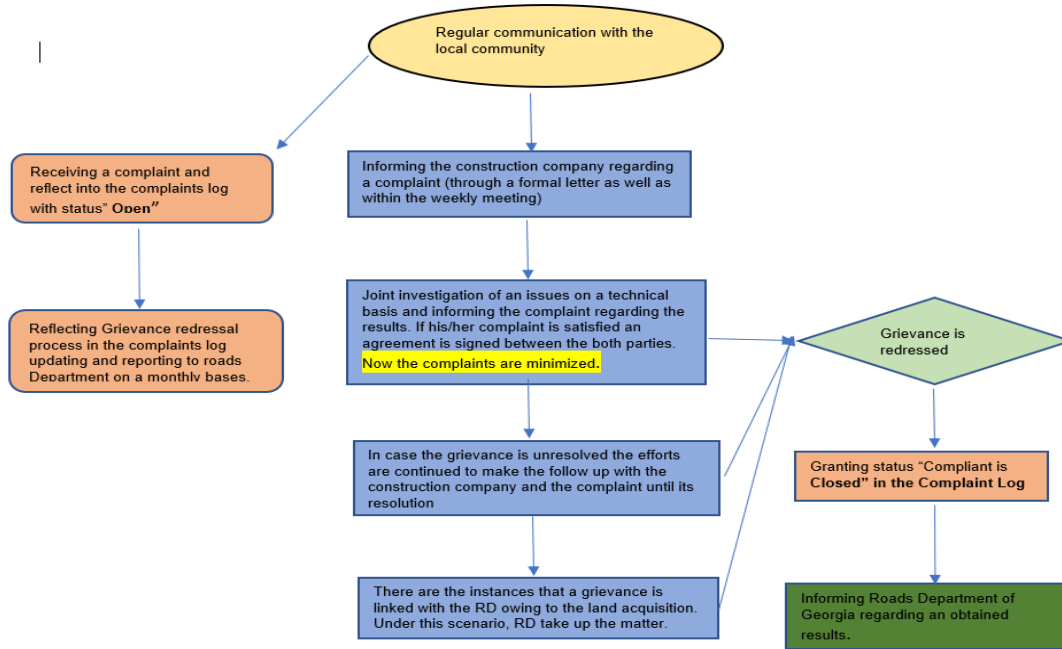 Regular communication with the
local community
Receiving a complaint and
reflect into the complaints log
with status" Open"
Informing the construction company regarding
a complaint (through a formal letter as well as
within the weekly meeting)
Joint investigation of an issues on a technical
basis and informing the complaint regarding the
results. If his/her complaint is satisfied an
agreement is signed between the both parties.
Now the complaints are minimized.
Reflecting Grievance redressal
process in the complaints log
updating and reporting to roads
Department on a monthly bases.
Grievance is
redressed
In case the grievance is unresolved the efforts
are continued to make the follow up with the
construction company and the complaint until its
resolution
Granting status "Compliant is
Closed" in the Complaint Log
There are the instances that a grievance is
linked with the RD owing to the land acquisition.
Under this scenario, RD take up the matter.
Informing Roads Department of
Georgia regarding an obtained
results.